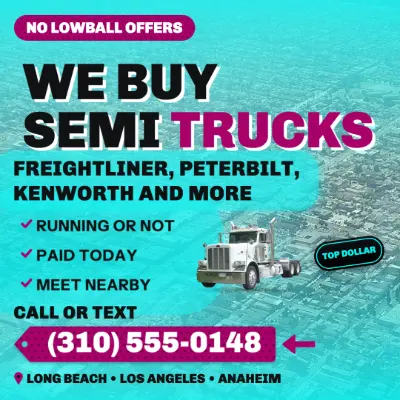 NO LOWBALL OFFERS
WE BUY
SEMI TRUCKS
FREIGHTLINER, PETERBILT,
KENWORTH AND MORE
RUNNING OR NOT
PAID TODAY
TOP DOLLAR
MEET NEARBY
CALL OR TEXT
(310) 555-0148
LONG BEACH • LOS ANGELES • ANAHEIM